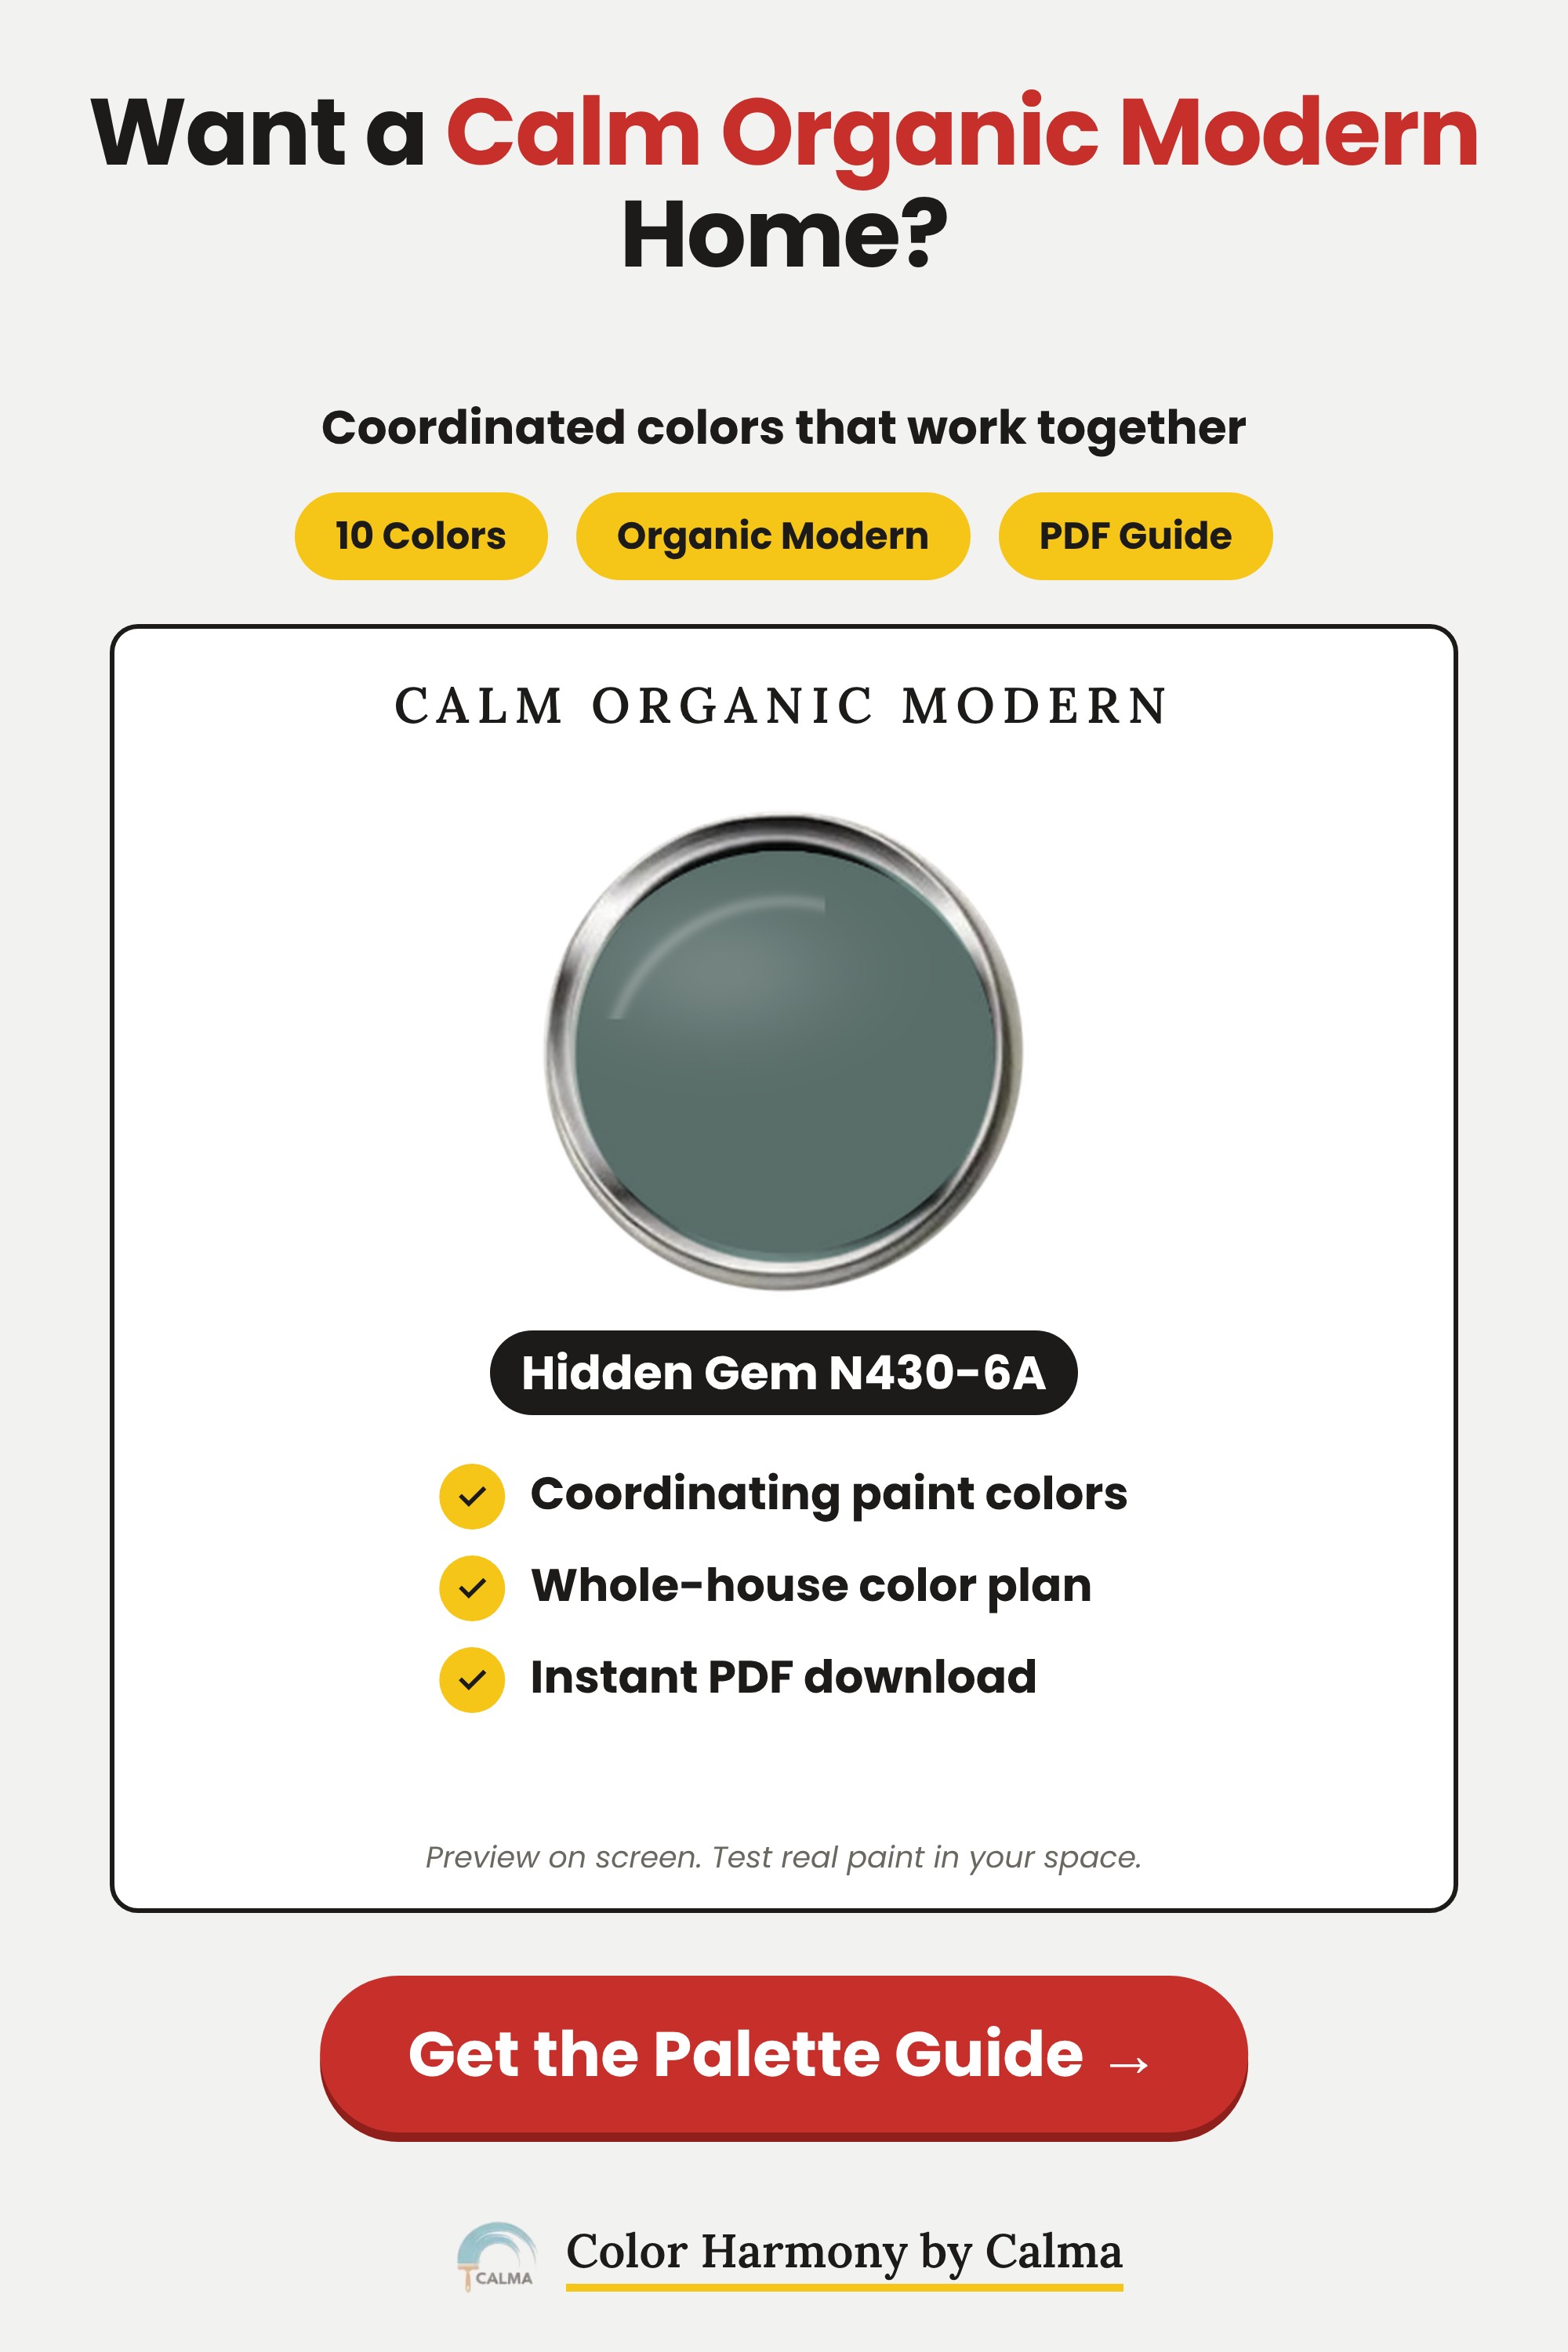 Want a Calm Organic Modern
Home?
Coordinated colors that work together
10 Colors
Organic Modern
PDF Guide
CALM ORGANIC MODERN
Hidden Gem N430-6A
Coordinating paint colors
Whole-house color plan
Instant PDF download
Preview on screen. Test real paint in your space.
Get the Palette Guide →
CALMA
Color Harmony by Calma